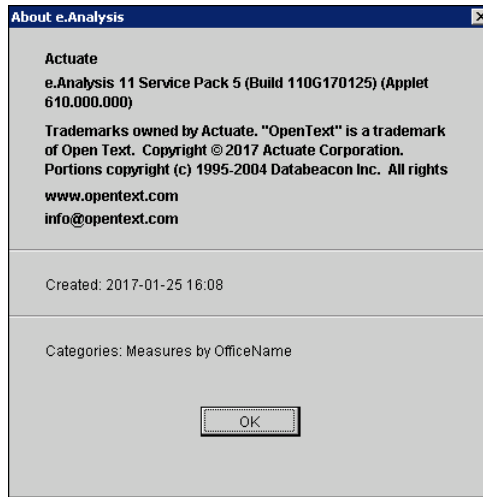 About e.Analysis
Actuate
e.Analysis 11 Service Pack 5 (Build 110G170125) (Applet
610.000.000)
Trademarks owned by Actuate. "OpenText" is a trademark
of Open Text. Copyright © 2017 Actuate Corporation.
Portions copyright (c) 1995-2004 Databeacon Inc. All rights
www.opentext.com
info@opentext.com
Created: 2017-01-25 16:08
Categories: Measures by OfficeName
OK